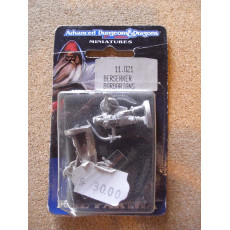 Advanced Dungeons & Dragons
MINIATURES
11.021
BERSERKER
BARBARIANS
30.00